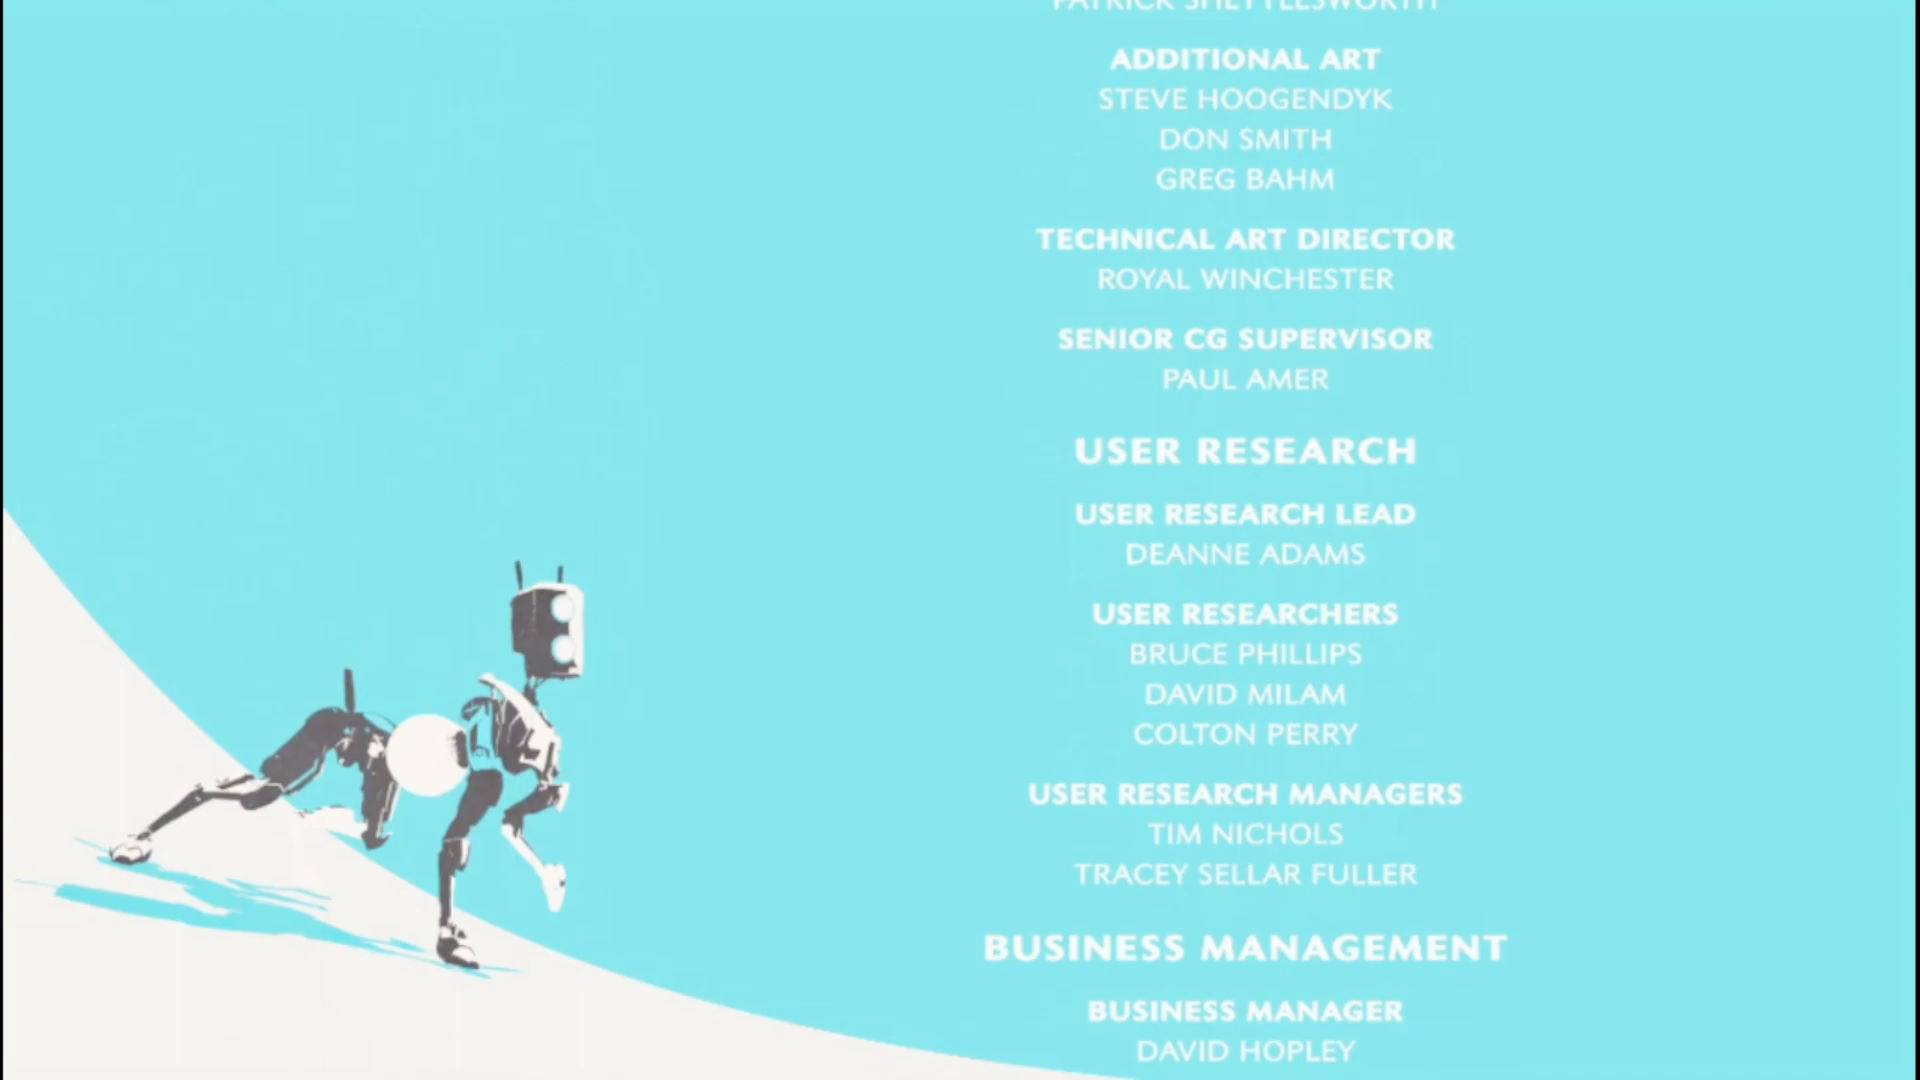 PATRICK SHETTLESWORTH
ADDITIONAL ART
STEVE HOOGENDYK
DON SMITH
GREG BAHM
TECHNICAL ART DIRECTOR
ROYAL WINCHESTER
SENIOR CG SUPERVISOR
PAUL AMER
USER RESEARCH
USER RESEARCH LEAD
DEANNE ADAMS
USER RESEARCHERS
BRUCE PHILLIPS
DAVID MILAM
COLTON PERRY
USER RESEARCH MANAGERS
TIM NICHOLS
TRACEY SELLAR FULLER
BUSINESS MANAGEMENT
BUSINESS MANAGER
DAVID HOPLEY